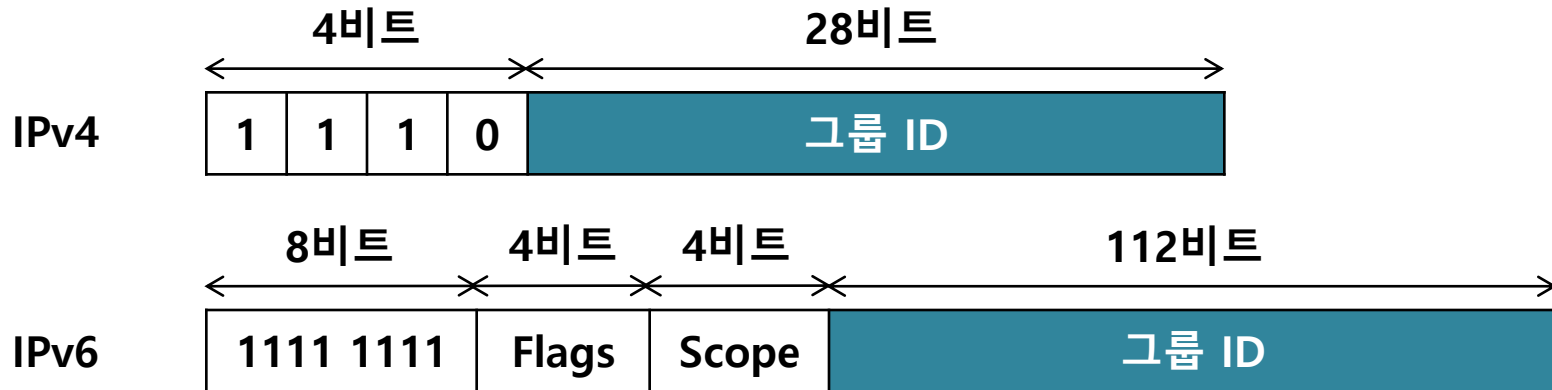 4비트 28비트
IPv4 1 1 1 0 그룹 ID
8비트 4비트 4비트 112비트
IPv6 1111 1111 Flags Scope 그룹 ID